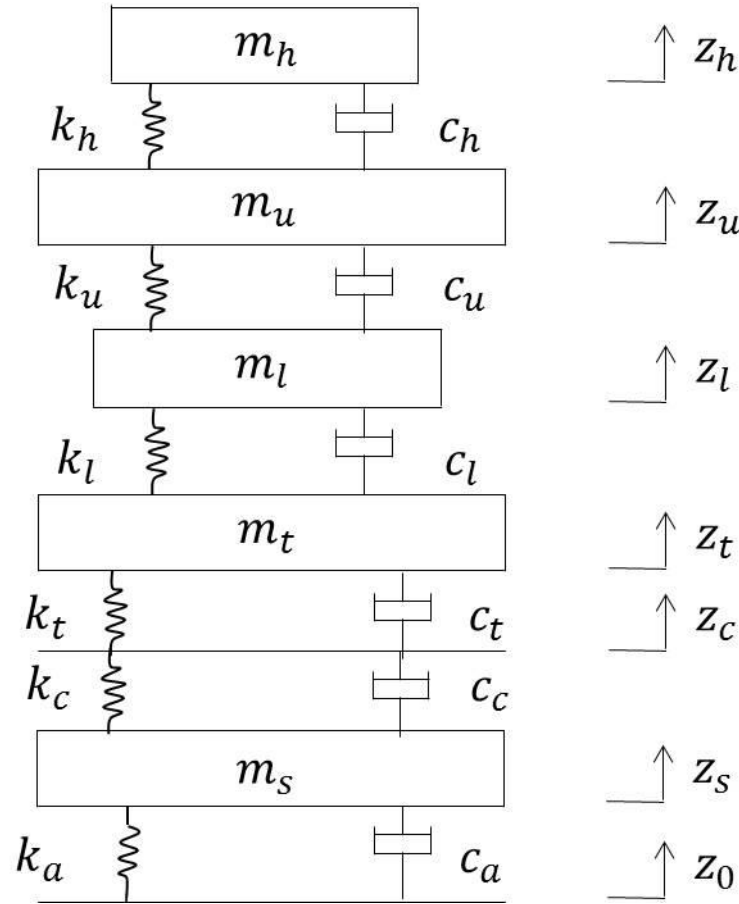 m_h z_h
k_h c_h
m_u z_u
k_u c_u
m_l z_l
k_l c_l
m_t z_t
k_t c_t z_c
k_c c_c
m_s z_s
k_a c_a z_0